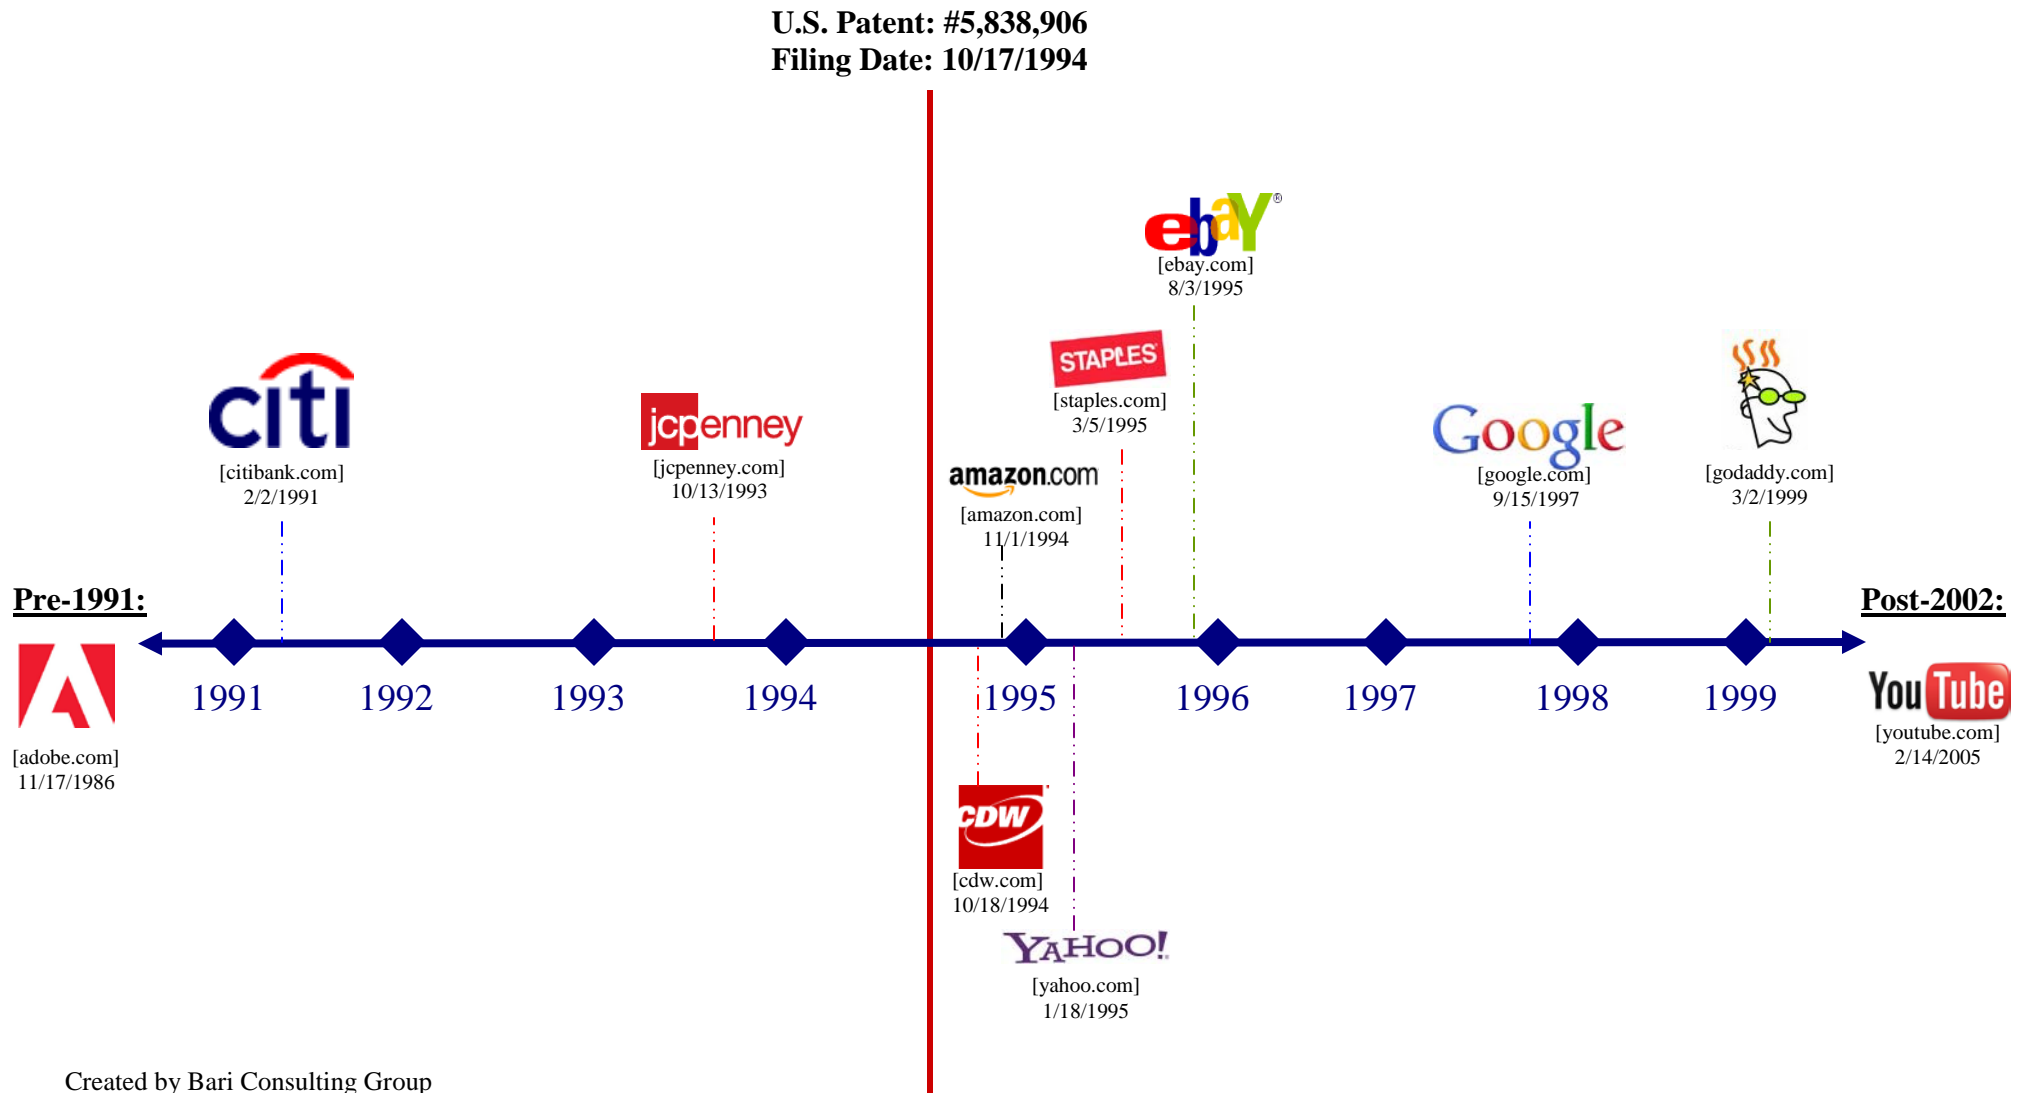 U.S. Patent: #5,838,906
Filing Date: 10/17/1994
ebaY®
[ebay.com]
8/3/1995
STAPLES
[staples.com]
3/5/1995
citi
[citibank.com]
2/2/1991
jcpenney
[jcpenney.com]
10/13/1993
amazon.com
[amazon.com]
11/1/1994
Google
[google.com]
9/15/1997
[godaddy.com]
3/2/1999
Pre-1991:
Post-2002:
1991 1992 1993 1994 1995 1996 1997 1998 1999
[adobe.com]
11/17/1986
YouTube
[youtube.com]
2/14/2005
CDW
[cdw.com]
10/18/1994
YAHOO!
[yahoo.com]
1/18/1995
Created by Bari Consulting Group